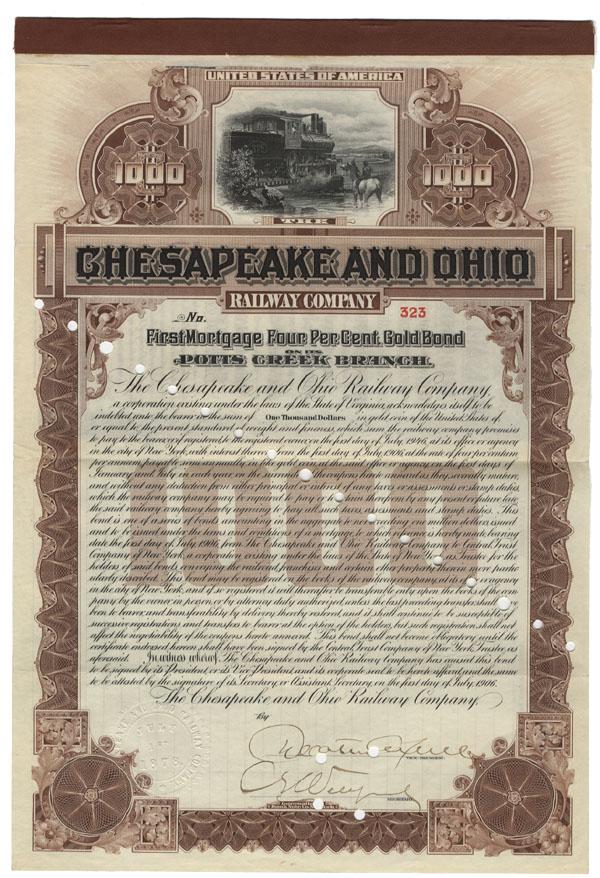 UNITED STATES OF AMERICA
1000 1000
THE
CHESAPEAKE AND OHIO
RAILWAY COMPANY
No. 323
First Mortgage Four Per Cent. Gold Bond
ON ITS
POTTS CREEK BRANCH.
The Chesapeake and Ohio Railway Company,
a corporation existing under the laws of the State of Virginia, acknowledges itself to be
indebted unto the bearer in the sum of One Thousand Dollars in gold coin of the United States of
or equal to the present standard of weight and fineness, which sum the railway company promises
to pay to the bearer, or if registered, to the registered owner, on the first day of July, 1946, at its office or agency
in the city of New York, with interest thereon from the first day of July, 1906, at the rate of four per centum
per annum, payable semi-annually, in like gold coin, at the said office or agency, on the first days of
January and July in each year, on the surrender of the coupons hereto annexed as they severally mature,
and without any deduction from either principal or interest of any taxes or assessments or stamp duties
which the railway company may be required to pay or to retain therefrom by any present or future law,
the said railway company hereby agreeing to pay all such taxes, assessments and stamp duties. This
bond is one of a series of bonds amounting in the aggregate to not exceeding one million dollars, issued
and to be issued under the terms and conditions of a mortgage to which reference is hereby made, bearing
date the first day of July, 1906, from The Chesapeake and Ohio Railway Company to Central Trust
Company of New York, a corporation existing under the laws of the State of New York, as Trustee for the
holders of said bonds, conveying the railroad, franchises and certain other property therein more particu-
larly described. This bond may be registered on the books of the railway company, at its agency
in the city of New York, and if so registered it will thereafter be transferable only upon the books of the com-
pany by the owner in person, or by attorney duly authorized, unless the last preceding transfer shall have
been to bearer, and transferability by delivery thereby restored, and it shall continue to be susceptible of
successive registrations and transfers to bearer at the option of the holders, but such registration shall not
affect the negotiability of the coupons hereto annexed. This bond shall not become obligatory until the
certificate endorsed hereon shall have been signed by the Central Trust Company of New York, Trustee as
aforesaid. In witness whereof, The Chesapeake and Ohio Railway Company has caused this bond
to be signed by its President, or its Vice President, and its corporate seal to be hereto affixed, and the same
to be attested by the signature of its Secretary, or Assistant Secretary, on the first day of July, 1906.
The Chesapeake and Ohio Railway Company,
By
VICE-PRESIDENT.
SECRETARY.
1878